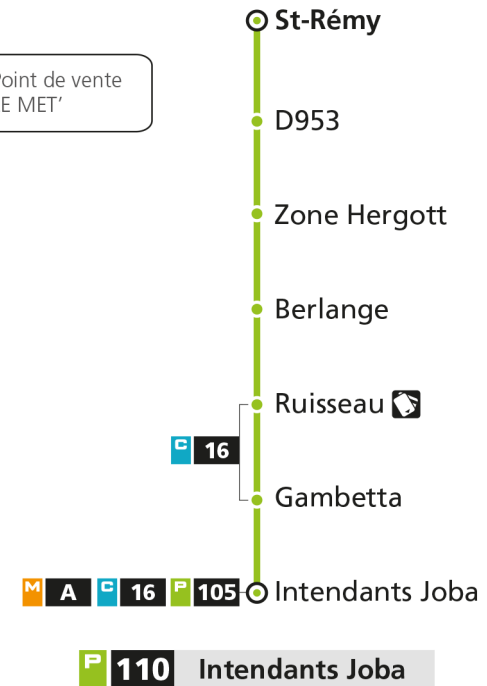 St-Rémy
oint de vente
E MET'
D953
Zone Hergott
Berlange
Ruisseau
C 16
Gambetta
M A C 16 P 105 Intendants Joba
P 110 Intendants Joba